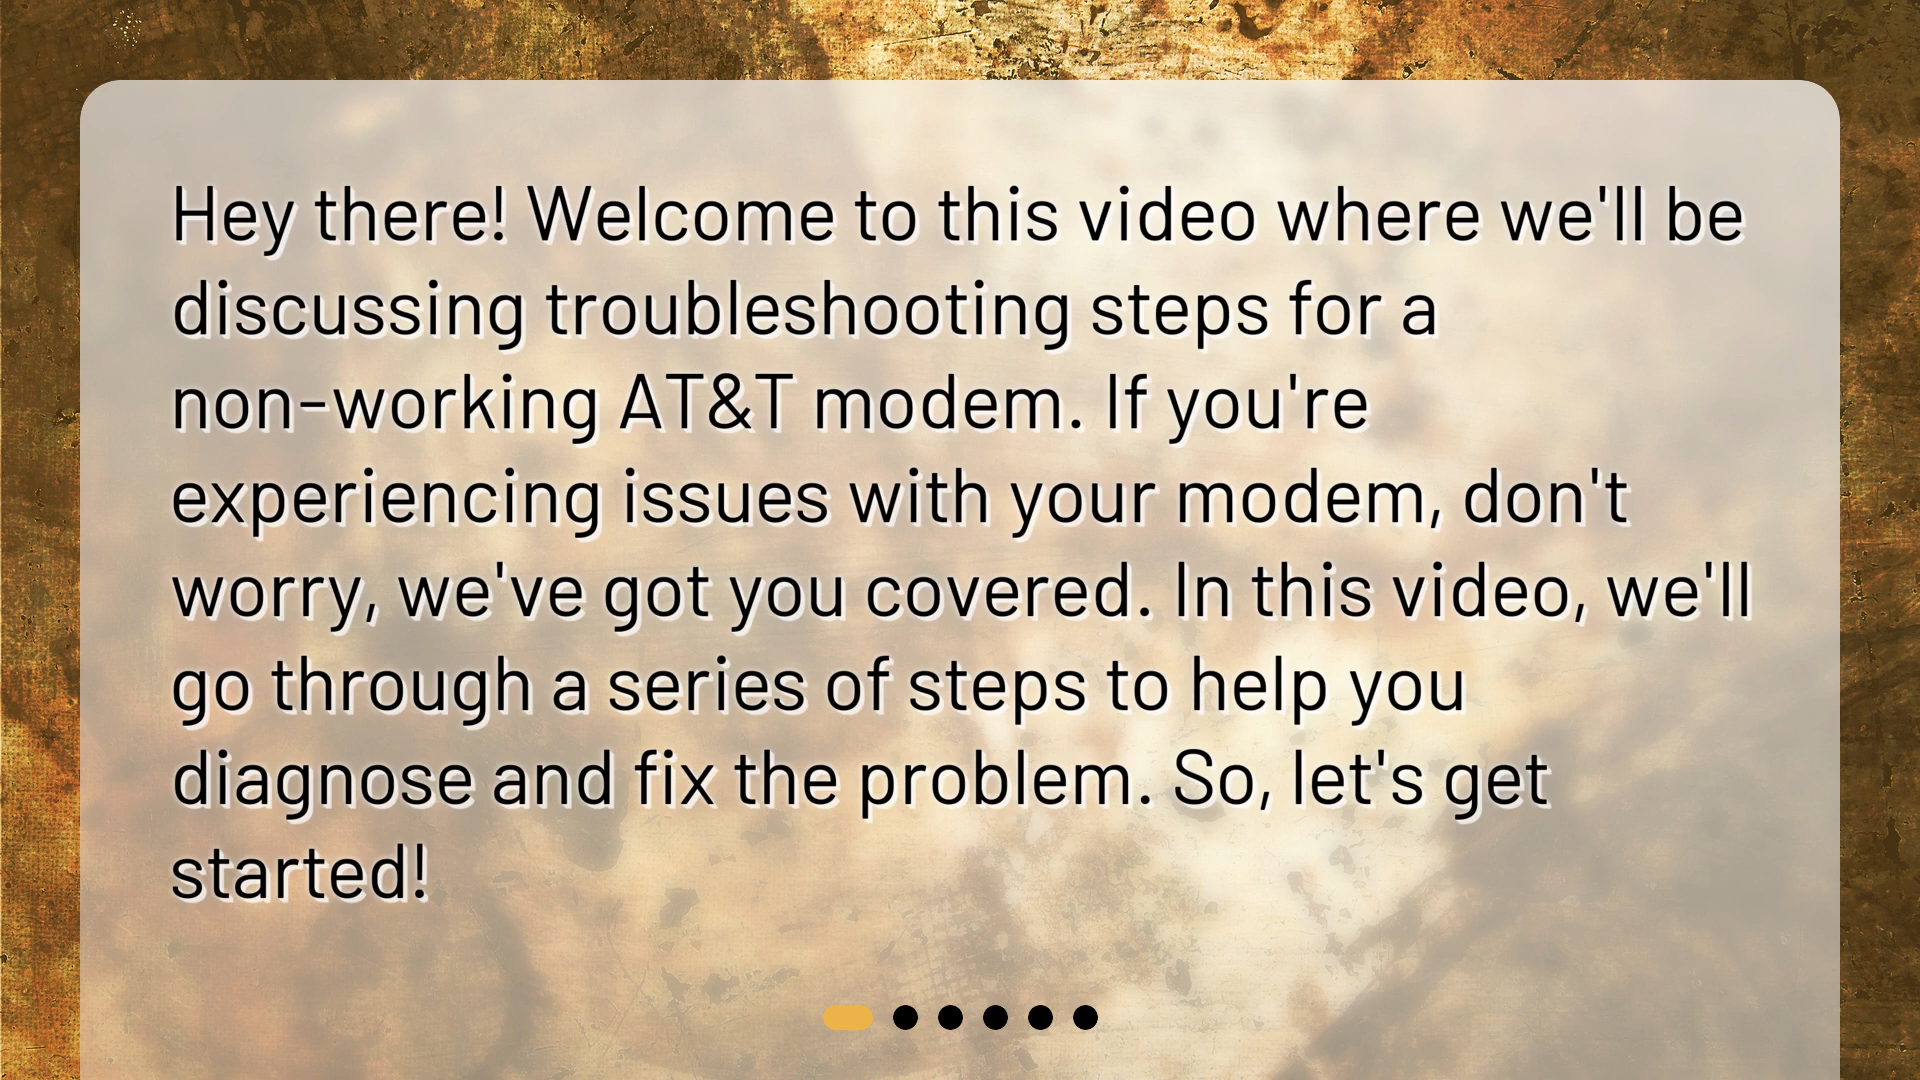 Hey there! Welcome to this video where we'll be
discussing troubleshooting steps for a
non-working AT&T modem. If you're
experiencing issues with your modem, don't
worry, we've got you covered. In this video, we'll
go through a series of steps to help you
diagnose and fix the problem. So, let's get
started!